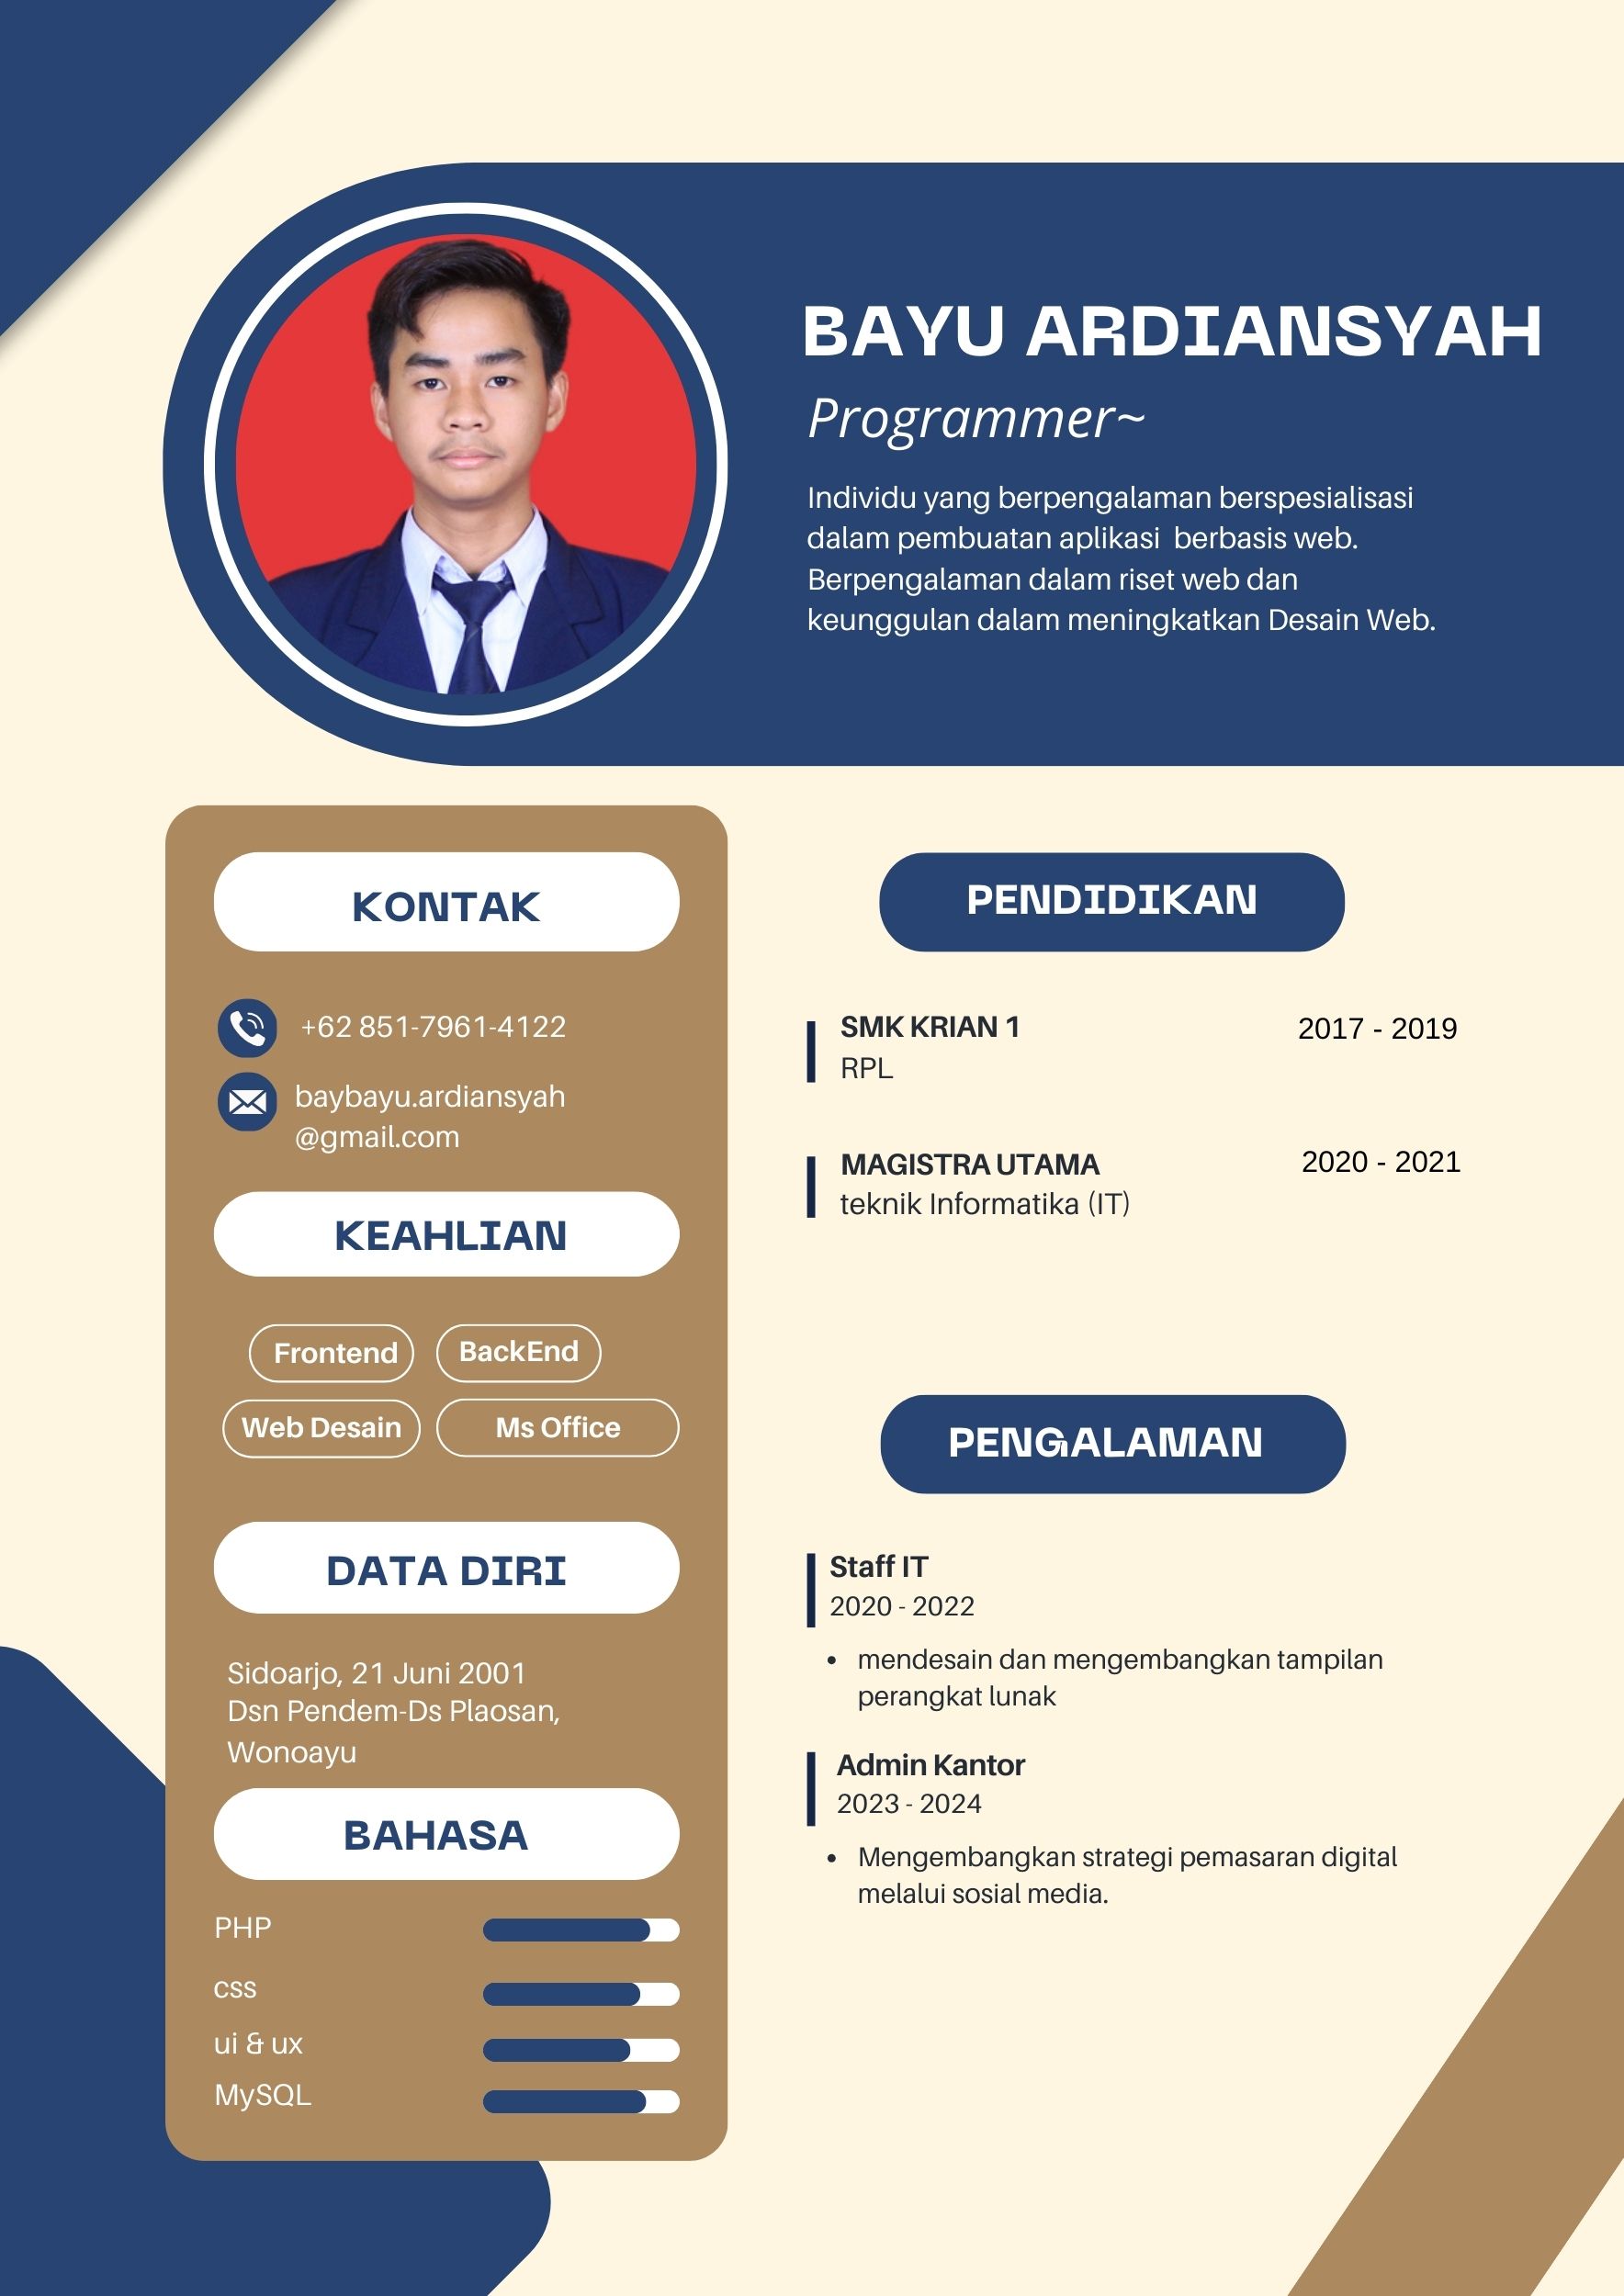 BAYU ARDIANSYAH
Programmer~
Individu yang berpengalaman berspesialisasi
dalam pembuatan aplikasi  berbasis web.
Berpengalaman dalam riset web dan
keunggulan dalam meningkatkan Desain Web.
KONTAK
+62 851-7961-4122
baybayu.ardiansyah
@gmail.com
KEAHLIAN
Frontend
BackEnd
Web Desain
Ms Office
DATA DIRI
Sidoarjo, 21 Juni 2001
Dsn Pendem-Ds Plaosan,
Wonoayu
BAHASA
PHP
css
ui & ux
MySQL
PENDIDIKAN
SMK KRIAN 1
2017 - 2019
RPL
MAGISTRA UTAMA
2020 - 2021
teknik Informatika (IT)
PENGALAMAN
Staff IT
2020 - 2022
• mendesain dan mengembangkan tampilan
perangkat lunak
Admin Kantor
2023 - 2024
• Mengembangkan strategi pemasaran digital
melalui sosial media.